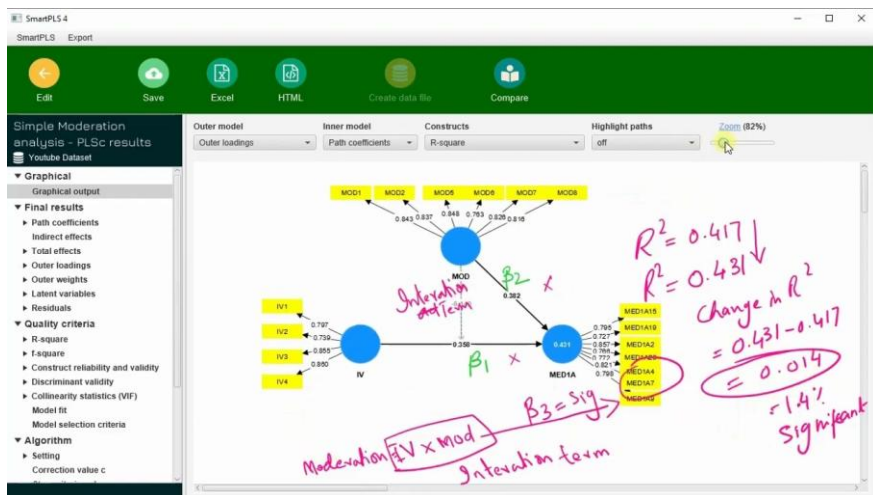 SmartPLS 4
SmartPLS Export
Edit Save Excel HTML Create data file Compare
Simple Moderation
analysis - PLSc results
Youtube Dataset
Graphical
Graphical output
Final results
Path coefficients
Indirect effects
Total effects
Outer loadings
Outer weights
Latent variables
Residuals
Quality criteria
R-square
f-square
Construct reliability and validity
Discriminant validity
Collinearity statistics (VIF)
Model fit
Model selection criteria
Algorithm
Setting
Correction value c
Outer model Inner model Constructs Highlight paths Zoom (82%)
Outer loadings Path coefficients R-square off
MOD1 MOD2 MOD5 MOD6 MOD7 MOD8
0.843 0.837 0.848 0.763 0.826 0.816
MOD
β2 x
0.382
Interation
Term
IV1
IV2
IV3
IV4
0.797
0.739
0.855
0.850
IV
0.358
β1 x
0.431
MED1A
0.795
0.727
0.857
0.772
0.821
0.798
MED1A15
MED1A19
MED1A2
MED1A20
MED1A4
MED1A7
MED1A9
R² = 0.417
R² = 0.431
Change in R²
= 0.431-0.417
= 0.014
=1.4%
Significant
β3 = Sig
Moderation = IV x Mod
Interation term